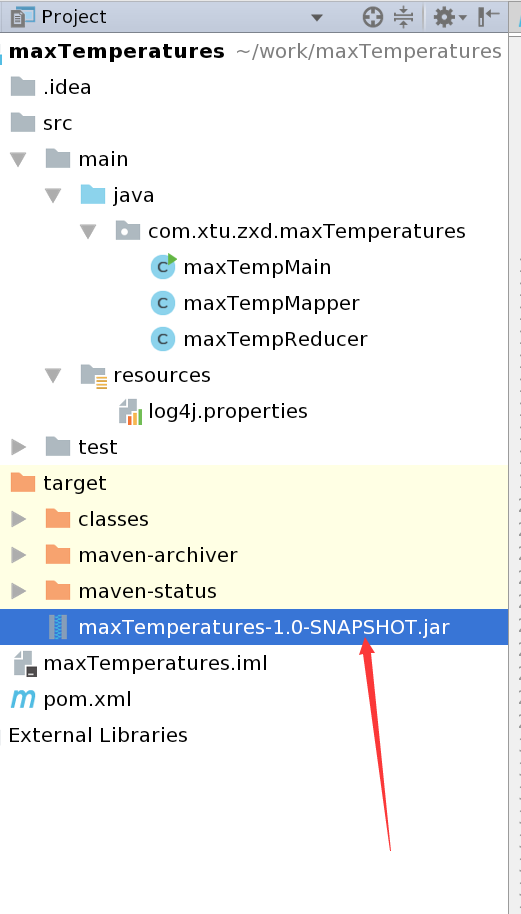 Project
maxTemperatures ~/work/maxTemperatures
.idea
src
main
java
com.xtu.zxd.maxTemperatures
maxTempMain
maxTempMapper
maxTempReducer
resources
log4j.properties
test
target
classes
maven-archiver
maven-status
maxTemperatures-1.0-SNAPSHOT.jar
maxTemperatures.iml
pom.xml
External Libraries